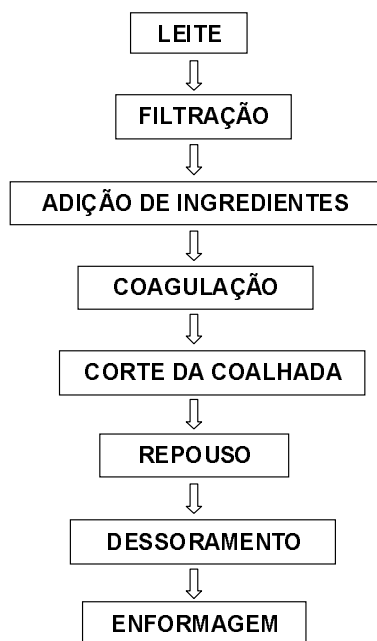 LEITE
FILTRAÇÃO
ADIÇÃO DE INGREDIENTES
COAGULAÇÃO
CORTE DA COALHADA
REPOUSO
DESSORAMENTO
ENFORMAGEM